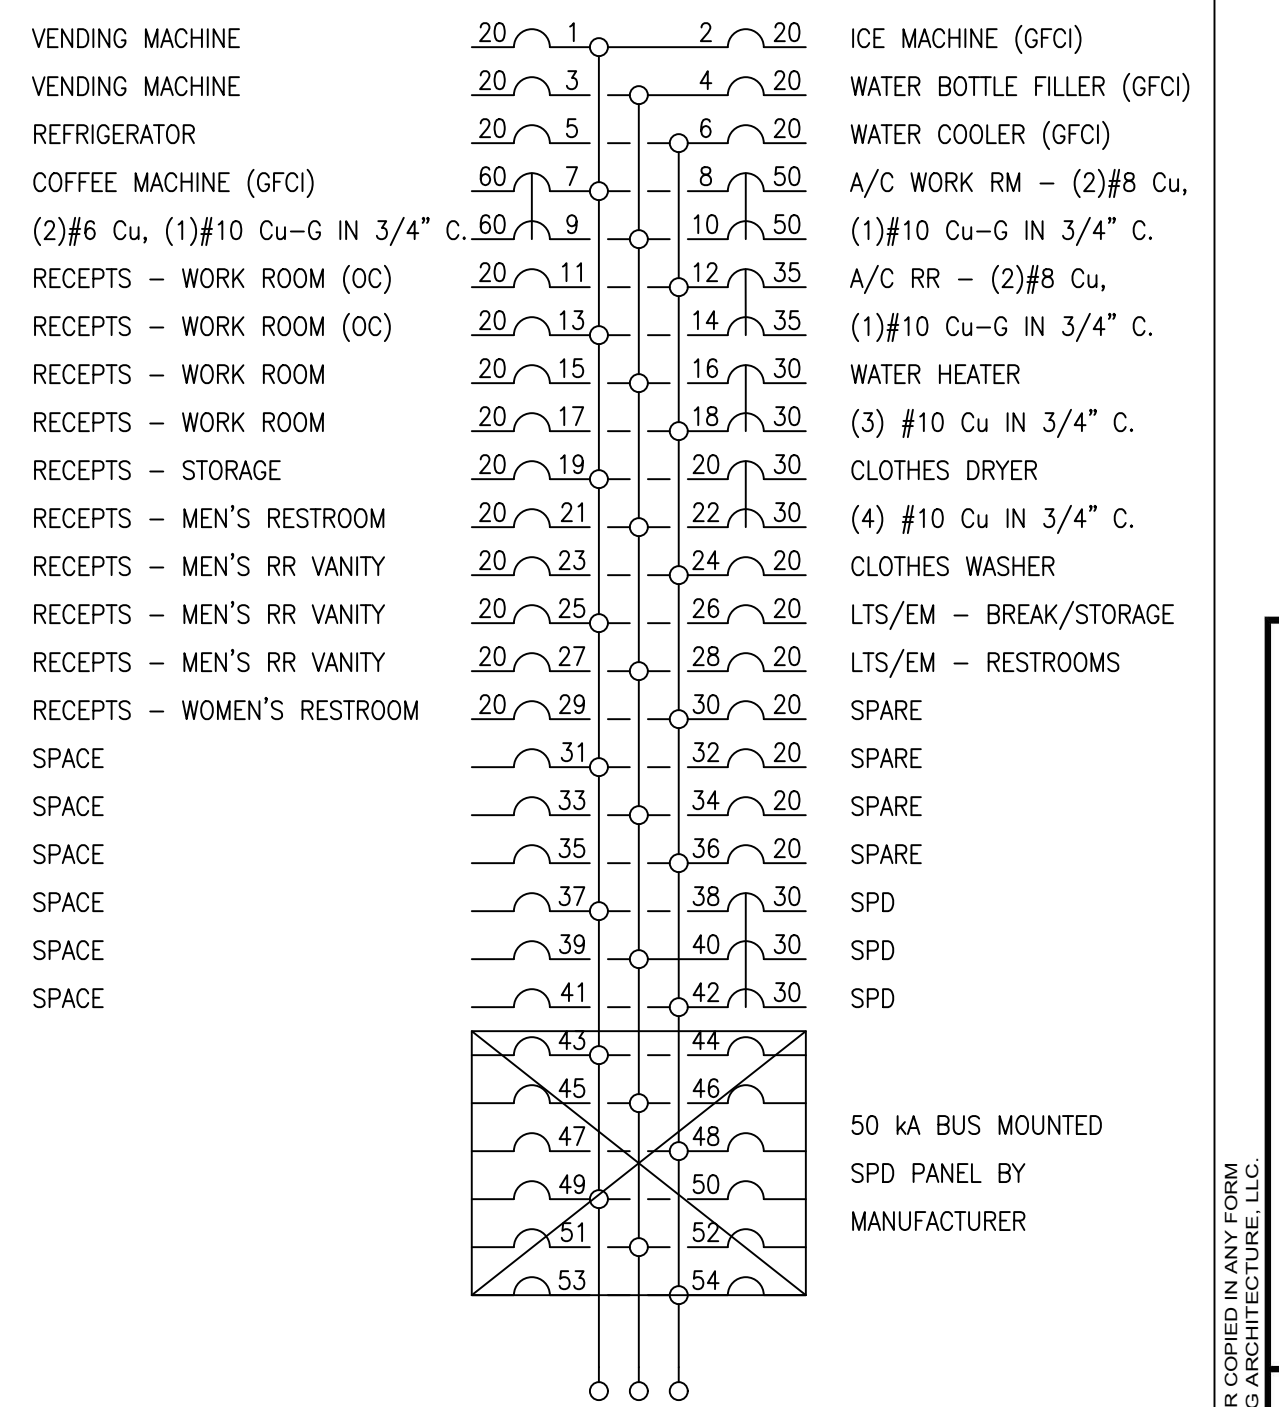 VENDING MACHINE 20 1 2 20 ICE MACHINE (GFCI)
VENDING MACHINE 20 3 4 20 WATER BOTTLE FILLER (GFCI)
REFRIGERATOR 20 5 6 20 WATER COOLER (GFCI)
COFFEE MACHINE (GFCI) 60 7 8 50 A/C WORK RM – (2)#8 Cu,
(2)#6 Cu, (1)#10 Cu–G IN 3/4" C. 60 9 10 50 (1)#10 Cu–G IN 3/4" C.
RECEPTS – WORK ROOM (OC) 20 11 12 35 A/C RR – (2)#8 Cu,
RECEPTS – WORK ROOM (OC) 20 13 14 35 (1)#10 Cu–G IN 3/4" C.
RECEPTS – WORK ROOM 20 15 16 30 WATER HEATER
RECEPTS – WORK ROOM 20 17 18 30 (3) #10 Cu IN 3/4" C.
RECEPTS – STORAGE 20 19 20 30 CLOTHES DRYER
RECEPTS – MEN'S RESTROOM 20 21 22 30 (4) #10 Cu IN 3/4" C.
RECEPTS – MEN'S RR VANITY 20 23 24 20 CLOTHES WASHER
RECEPTS – MEN'S RR VANITY 20 25 26 20 LTS/EM – BREAK/STORAGE
RECEPTS – MEN'S RR VANITY 20 27 28 20 LTS/EM – RESTROOMS
RECEPTS – WOMEN'S RESTROOM 20 29 30 20 SPARE
SPACE 31 32 20 SPARE
SPACE 33 34 20 SPARE
SPACE 35 36 20 SPARE
SPACE 37 38 30 SPD
SPACE 39 40 30 SPD
SPACE 41 42 30 SPD
43 44
45 46
50 kA BUS MOUNTED
47 48
SPD PANEL BY
49 50
MANUFACTURER
51 52
53 54
R COPIED IN ANY FORM
G ARCHITECTURE, LLC.